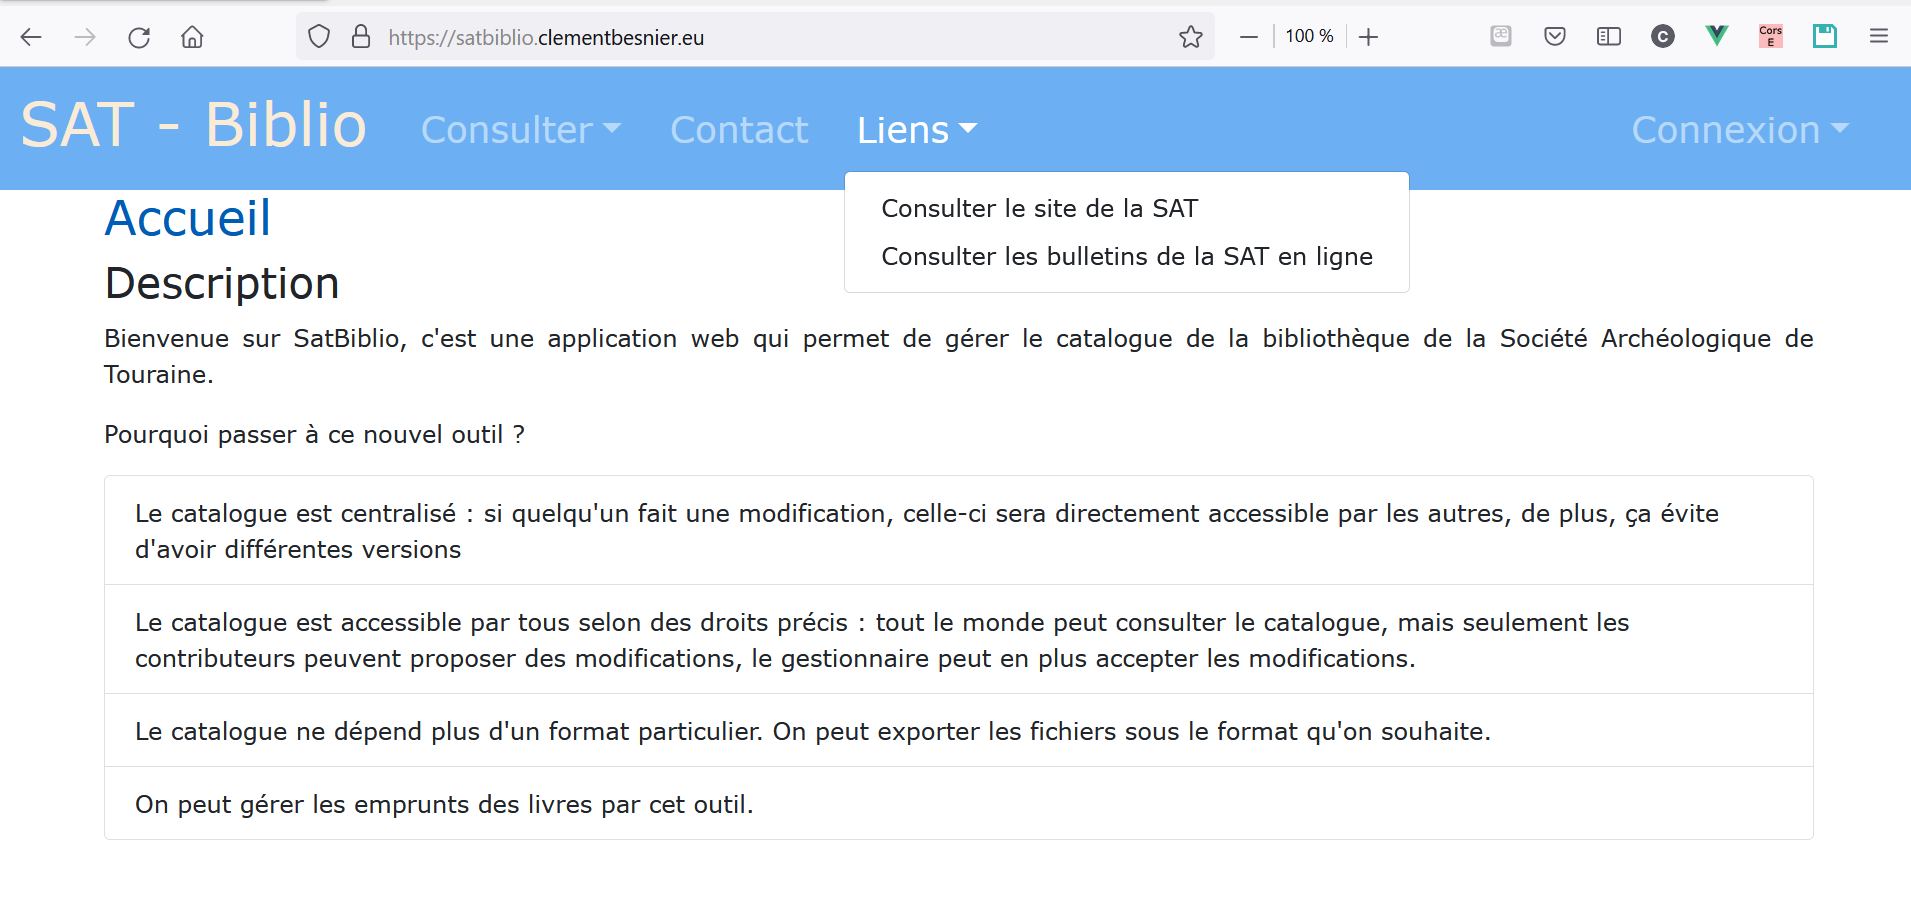 https://satbiblio.clementbesnier.eu
100 %
æ
C
Cors
E
SAT - Biblio
Consulter
Contact
Liens
Connexion
Consulter le site de la SAT
Consulter les bulletins de la SAT en ligne
Accueil
Description
Bienvenue sur SatBiblio, c'est une application web qui permet de gérer le catalogue de la bibliothèque de la Société Archéologique de
Touraine.
Pourquoi passer à ce nouvel outil ?
Le catalogue est centralisé : si quelqu'un fait une modification, celle-ci sera directement accessible par les autres, de plus, ça évite
d'avoir différentes versions
Le catalogue est accessible par tous selon des droits précis : tout le monde peut consulter le catalogue, mais seulement les
contributeurs peuvent proposer des modifications, le gestionnaire peut en plus accepter les modifications.
Le catalogue ne dépend plus d'un format particulier. On peut exporter les fichiers sous le format qu'on souhaite.
On peut gérer les emprunts des livres par cet outil.